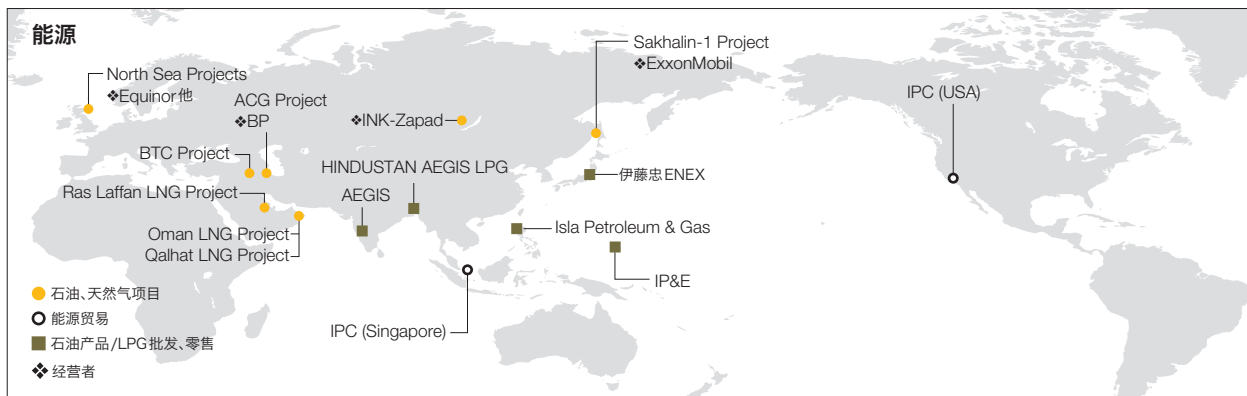 能源
North Sea Projects
❖Equinor他
ACG Project
❖BP
❖INK-Zapad
Sakhalin-1 Project
❖ExxonMobil
IPC (USA)
BTC Project
HINDUSTAN AEGIS LPG
伊藤忠ENEX
Ras Laffan LNG Project
AEGIS
Oman LNG Project
Qalhat LNG Project
Isla Petroleum & Gas
IP&E
IPC (Singapore)
石油、天然气项目
能源贸易
石油产品/LPG批发、零售
❖ 经营者